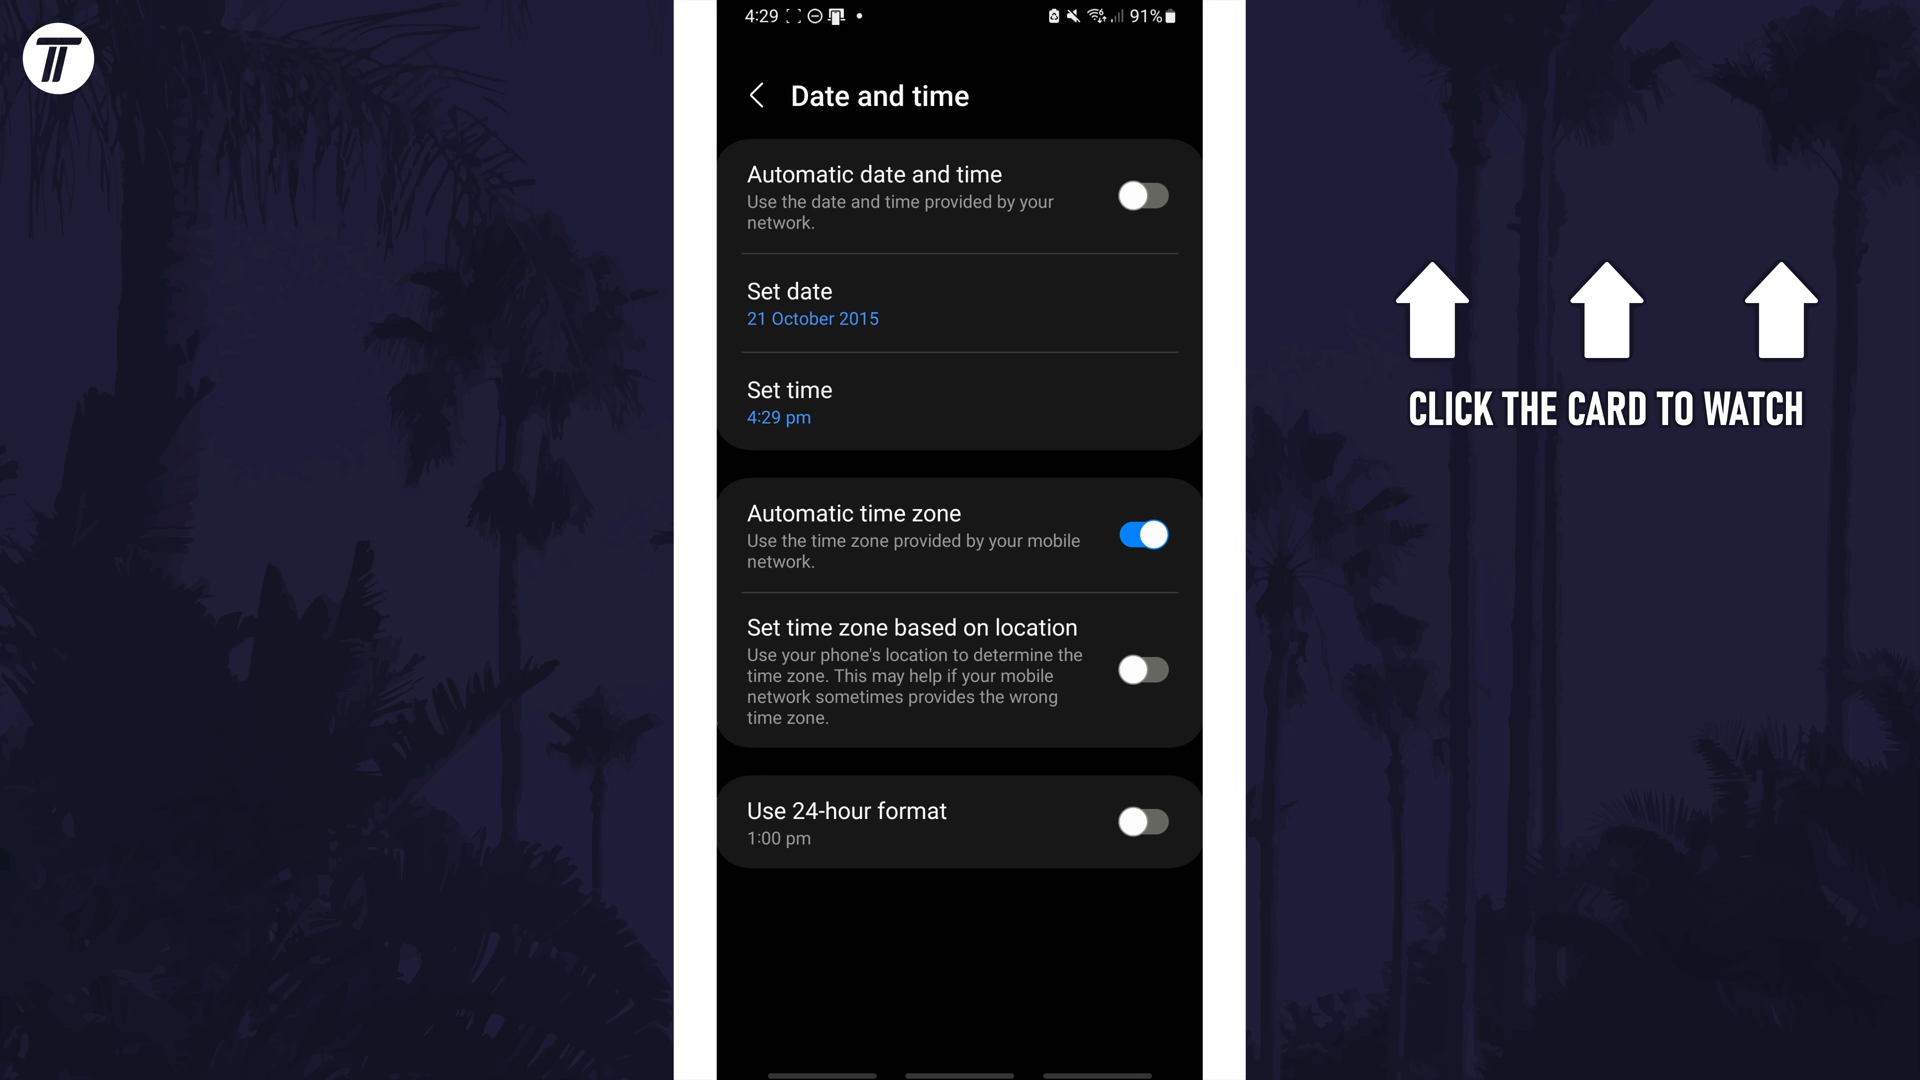 4:29
91%
Date and time
Automatic date and time
Use the date and time provided by your
network.
Set date
21 October 2015
Set time
4:29 pm
Automatic time zone
Use the time zone provided by your mobile
network.
Set time zone based on location
Use your phone's location to determine the
time zone. This may help if your mobile
network sometimes provides the wrong
time zone.
Use 24-hour format
1:00 pm
CLICK THE CARD TO WATCH